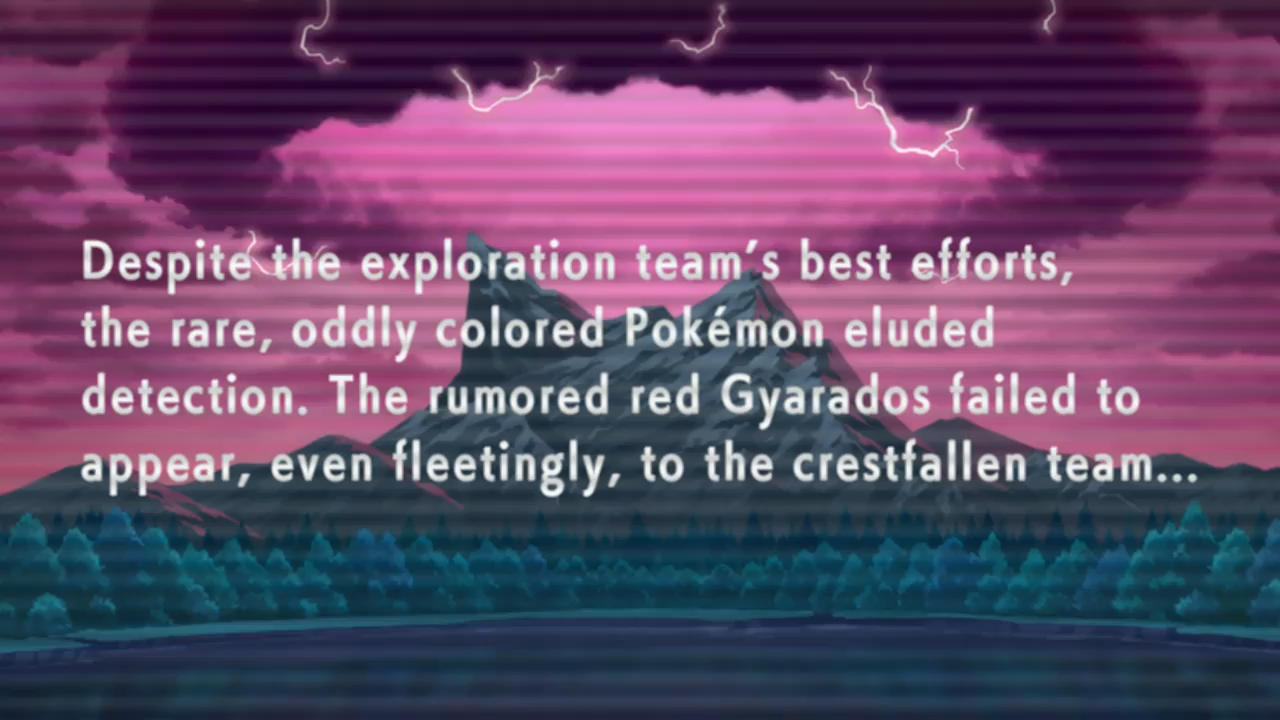 Despite the exploration team's best efforts,
the rare, oddly colored Pokémon eluded
detection. The rumored red Gyarados failed to
appear, even fleetingly, to the crestfallen team...